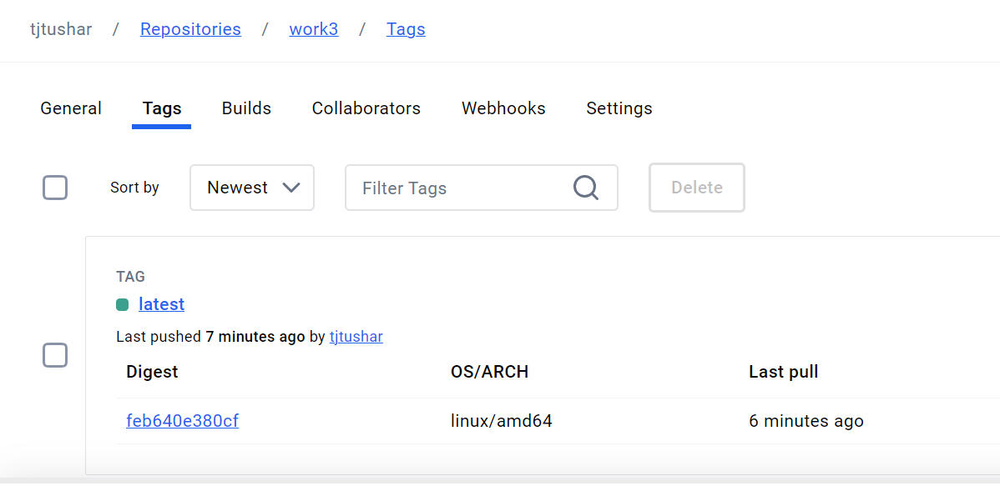 tjtushar / Repositories / work3 / Tags
General Tags Builds Collaborators Webhooks Settings
Sort by Newest Filter Tags Delete
TAG
latest
Last pushed 7 minutes ago by tjtushar
Digest OS/ARCH Last pull
feb640e380cf linux/amd64 6 minutes ago